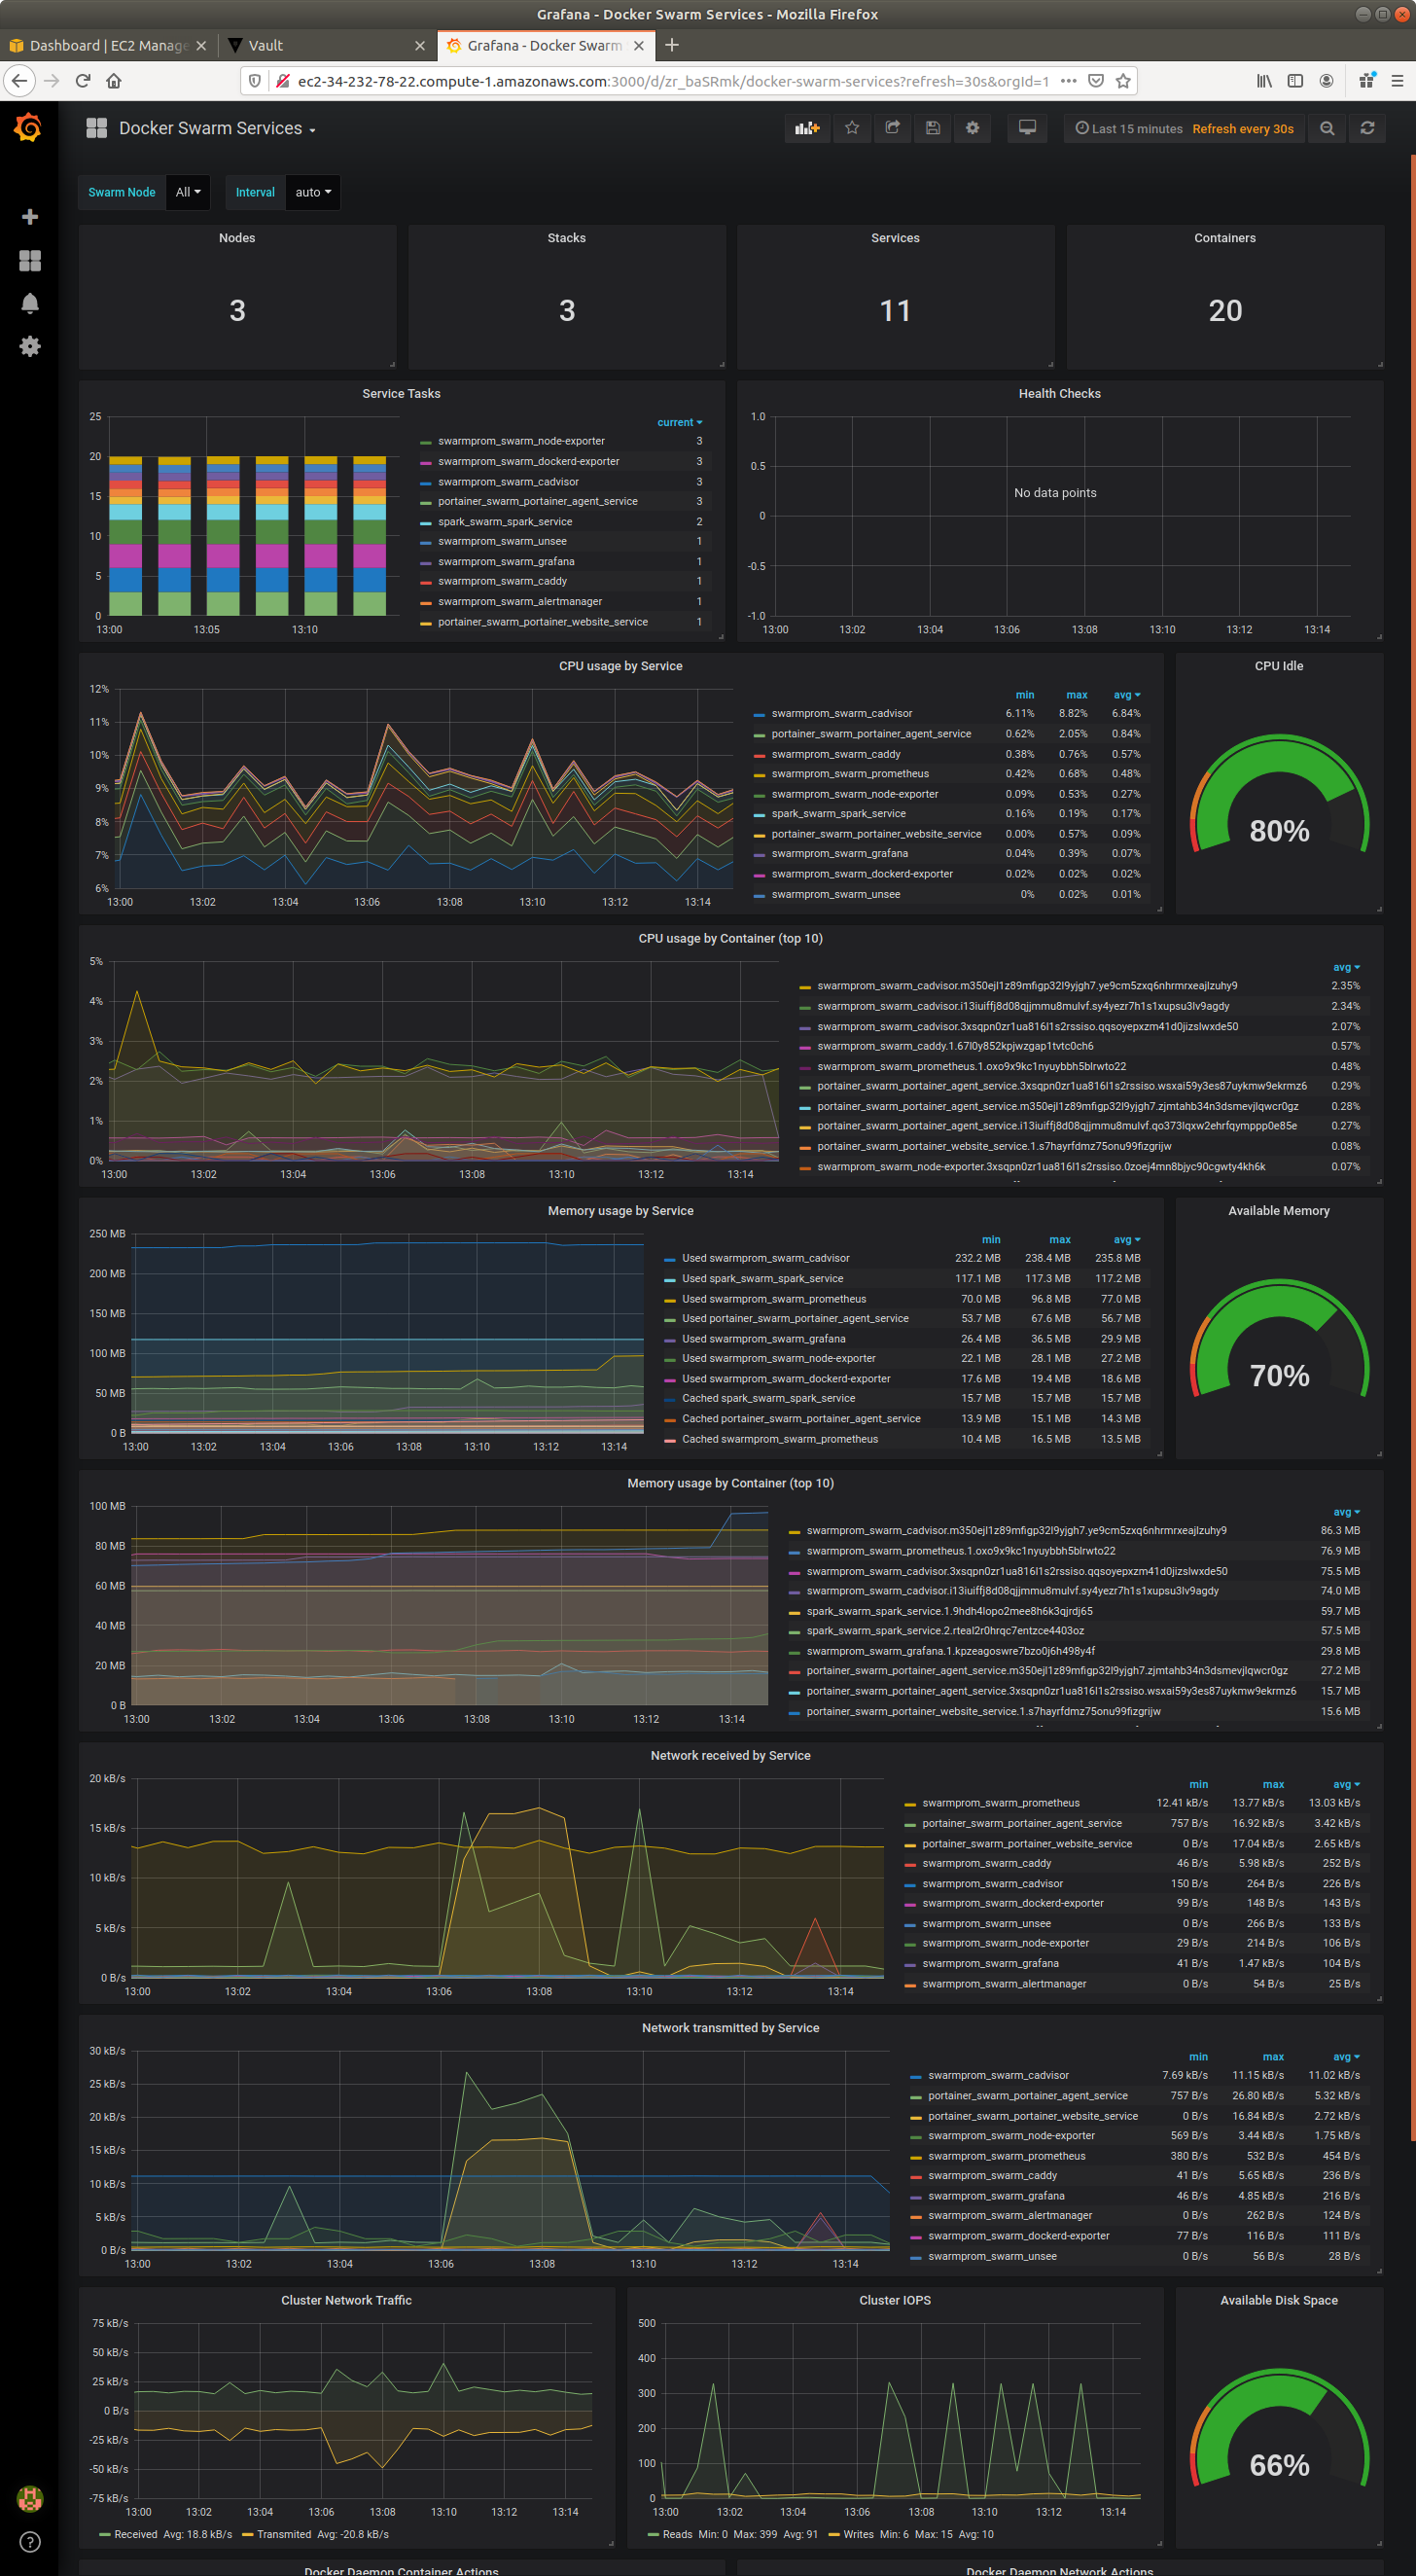 Grafana - Docker Swarm Services - Mozilla Firefox
Dashboard | EC2 Manage
Vault
Grafana - Docker Swarm
ec2-34-232-78-22.compute-1.amazonaws.com:3000/d/zr_baSRmk/docker-swarm-services?refresh=30s&orgId=1
Docker Swarm Services
Last 15 minutes Refresh every 30s
Swarm Node All Interval auto
Nodes Stacks Services Containers
3 3 11 20
Service Tasks
25
20
15
10
5
0
13:00 13:05 13:10
current
swarmprom_swarm_node-exporter 3
swarmprom_swarm_dockerd-exporter 3
swarmprom_swarm_cadvisor 3
portainer_swarm_portainer_agent_service 3
spark_swarm_spark_service 2
swarmprom_swarm_unsee 1
swarmprom_swarm_grafana 1
swarmprom_swarm_caddy 1
swarmprom_swarm_alertmanager 1
portainer_swarm_portainer_website_service 1
Health Checks
1.0
0.5
0
-0.5
-1.0
No data points
13:00 13:02 13:04 13:06 13:08 13:10 13:12 13:14
CPU usage by Service
12%
11%
10%
9%
8%
7%
6%
13:00 13:02 13:04 13:06 13:08 13:10 13:12 13:14
min max avg
swarmprom_swarm_cadvisor 6.11% 8.82% 6.84%
portainer_swarm_portainer_agent_service 0.62% 2.05% 0.84%
swarmprom_swarm_caddy 0.38% 0.76% 0.57%
swarmprom_swarm_prometheus 0.42% 0.68% 0.48%
swarmprom_swarm_node-exporter 0.09% 0.53% 0.27%
spark_swarm_spark_service 0.16% 0.19% 0.17%
portainer_swarm_portainer_website_service 0.00% 0.57% 0.09%
swarmprom_swarm_grafana 0.04% 0.39% 0.07%
swarmprom_swarm_dockerd-exporter 0.02% 0.02% 0.02%
swarmprom_swarm_unsee 0% 0.02% 0.01%
CPU Idle
80%
CPU usage by Container (top 10)
5%
4%
3%
2%
1%
0%
13:00 13:02 13:04 13:06 13:08 13:10 13:12 13:14
avg
swarmprom_swarm_cadvisor.m350ejl1z89mfigp32l9yjgh7.ye9cm5zxq6nhrmrxeajlzuhy9 2.35%
swarmprom_swarm_cadvisor.i13iuiffj8d08qjjmmu8mulvf.sy4yezr7h1s1xupsu3lv9agdy 2.34%
swarmprom_swarm_cadvisor.3xsqpn0zr1ua816l1s2rssiso.qqsoyepxzm41d0jizslwxde50 2.07%
swarmprom_swarm_caddy.1.67l0y852kpjwzgap1tvtc0ch6 0.57%
swarmprom_swarm_prometheus.1.oxo9x9kc1nyuybbh5blrwto22 0.48%
portainer_swarm_portainer_agent_service.3xsqpn0zr1ua816l1s2rssiso.wsxai59y3es87uykmw9ekrmz6 0.29%
portainer_swarm_portainer_agent_service.m350ejl1z89mfigp32l9yjgh7.zjmtahb34n3dsmevjlqwcr0gz 0.28%
portainer_swarm_portainer_agent_service.i13iuiffj8d08qjjmmu8mulvf.qo373lqxw2ehrfqymppp0e85e 0.27%
portainer_swarm_portainer_website_service.1.s7hayrfdmz75onu99fizgrijw 0.08%
swarmprom_swarm_node-exporter.3xsqpn0zr1ua816l1s2rssiso.0zoej4mn8bjyc90cgwty4kh6k 0.07%
Memory usage by Service
250 MB
200 MB
150 MB
100 MB
50 MB
0 B
13:00 13:02 13:04 13:06 13:08 13:10 13:12 13:14
min max avg
Used swarmprom_swarm_cadvisor 232.2 MB 238.4 MB 235.8 MB
Used spark_swarm_spark_service 117.1 MB 117.3 MB 117.2 MB
Used swarmprom_swarm_prometheus 70.0 MB 96.8 MB 77.0 MB
Used portainer_swarm_portainer_agent_service 53.7 MB 67.6 MB 56.7 MB
Used swarmprom_swarm_grafana 26.4 MB 36.5 MB 29.9 MB
Used swarmprom_swarm_node-exporter 22.1 MB 28.1 MB 27.2 MB
Used swarmprom_swarm_dockerd-exporter 17.6 MB 19.4 MB 18.6 MB
Cached spark_swarm_spark_service 15.7 MB 15.7 MB 15.7 MB
Cached portainer_swarm_portainer_agent_service 13.9 MB 15.1 MB 14.3 MB
Cached swarmprom_swarm_prometheus 10.4 MB 16.5 MB 13.5 MB
Available Memory
70%
Memory usage by Container (top 10)
100 MB
80 MB
60 MB
40 MB
20 MB
0 B
13:00 13:02 13:04 13:06 13:08 13:10 13:12 13:14
avg
swarmprom_swarm_cadvisor.m350ejl1z89mfigp32l9yjgh7.ye9cm5zxq6nhrmrxeajlzuhy9 86.3 MB
swarmprom_swarm_prometheus.1.oxo9x9kc1nyuybbh5blrwto22 76.9 MB
swarmprom_swarm_cadvisor.3xsqpn0zr1ua816l1s2rssiso.qqsoyepxzm41d0jizslwxde50 75.5 MB
swarmprom_swarm_cadvisor.i13iuiffj8d08qjjmmu8mulvf.sy4yezr7h1s1xupsu3lv9agdy 74.0 MB
spark_swarm_spark_service.1.9hdh4lopo2mee8h6k3qjrdj65 59.7 MB
spark_swarm_spark_service.2.rteal2r0hrqc7entzce4403oz 57.5 MB
swarmprom_swarm_grafana.1.kpzeagoswre7bzo0j6h498y4f 29.8 MB
portainer_swarm_portainer_agent_service.m350ejl1z89mfigp32l9yjgh7.zjmtahb34n3dsmevjlqwcr0gz 27.2 MB
portainer_swarm_portainer_agent_service.3xsqpn0zr1ua816l1s2rssiso.wsxai59y3es87uykmw9ekrmz6 15.7 MB
portainer_swarm_portainer_website_service.1.s7hayrfdmz75onu99fizgrijw 15.6 MB
Network received by Service
20 kB/s
15 kB/s
10 kB/s
5 kB/s
0 B/s
13:00 13:02 13:04 13:06 13:08 13:10 13:12 13:14
min max avg
swarmprom_swarm_prometheus 12.41 kB/s 13.77 kB/s 13.03 kB/s
portainer_swarm_portainer_agent_service 757 B/s 16.92 kB/s 3.42 kB/s
portainer_swarm_portainer_website_service 0 B/s 17.04 kB/s 2.65 kB/s
swarmprom_swarm_caddy 46 B/s 5.98 kB/s 252 B/s
swarmprom_swarm_cadvisor 150 B/s 264 B/s 226 B/s
swarmprom_swarm_dockerd-exporter 99 B/s 148 B/s 143 B/s
swarmprom_swarm_unsee 0 B/s 266 B/s 133 B/s
swarmprom_swarm_node-exporter 29 B/s 214 B/s 106 B/s
swarmprom_swarm_grafana 41 B/s 1.47 kB/s 104 B/s
swarmprom_swarm_alertmanager 0 B/s 54 B/s 25 B/s
Network transmitted by Service
30 kB/s
25 kB/s
20 kB/s
15 kB/s
10 kB/s
5 kB/s
0 B/s
13:00 13:02 13:04 13:06 13:08 13:10 13:12 13:14
min max avg
swarmprom_swarm_cadvisor 7.69 kB/s 11.15 kB/s 11.02 kB/s
portainer_swarm_portainer_agent_service 757 B/s 26.80 kB/s 5.32 kB/s
portainer_swarm_portainer_website_service 0 B/s 16.84 kB/s 2.72 kB/s
swarmprom_swarm_node-exporter 569 B/s 3.44 kB/s 1.75 kB/s
swarmprom_swarm_prometheus 380 B/s 532 B/s 454 B/s
swarmprom_swarm_caddy 41 B/s 5.65 kB/s 236 B/s
swarmprom_swarm_grafana 46 B/s 4.85 kB/s 216 B/s
swarmprom_swarm_alertmanager 0 B/s 262 B/s 124 B/s
swarmprom_swarm_dockerd-exporter 77 B/s 116 B/s 111 B/s
swarmprom_swarm_unsee 0 B/s 56 B/s 28 B/s
Cluster Network Traffic
75 kB/s
50 kB/s
25 kB/s
0 B/s
-25 kB/s
-50 kB/s
-75 kB/s
13:00 13:02 13:04 13:06 13:08 13:10 13:12 13:14
Received Avg: 18.8 kB/s Transmited Avg: -20.8 kB/s
Cluster IOPS
500
400
300
200
100
0
13:00 13:02 13:04 13:06 13:08 13:10 13:12 13:14
Reads Min: 0 Max: 399 Avg: 91 Writes Min: 6 Max: 15 Avg: 10
Available Disk Space
66%
Docker Daemon Container Actions
Docker Daemon Network Actions